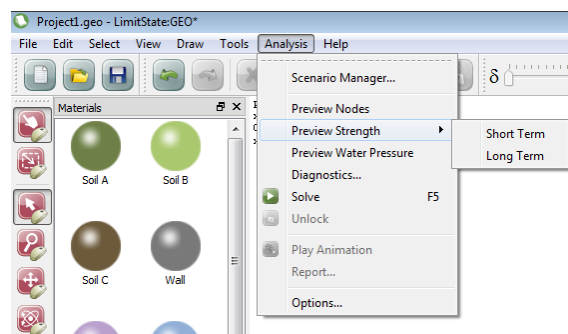 Project1.geo - LimitState:GEO*
File Edit Select View Draw Tools Analysis Help
δ
Materials
Scenario Manager...
Preview Nodes
Preview Strength
Short Term
Preview Water Pressure
Long Term
Diagnostics...
Solve F5
Unlock
Play Animation
Report...
Options...
Soil A Soil B
Soil C Wall